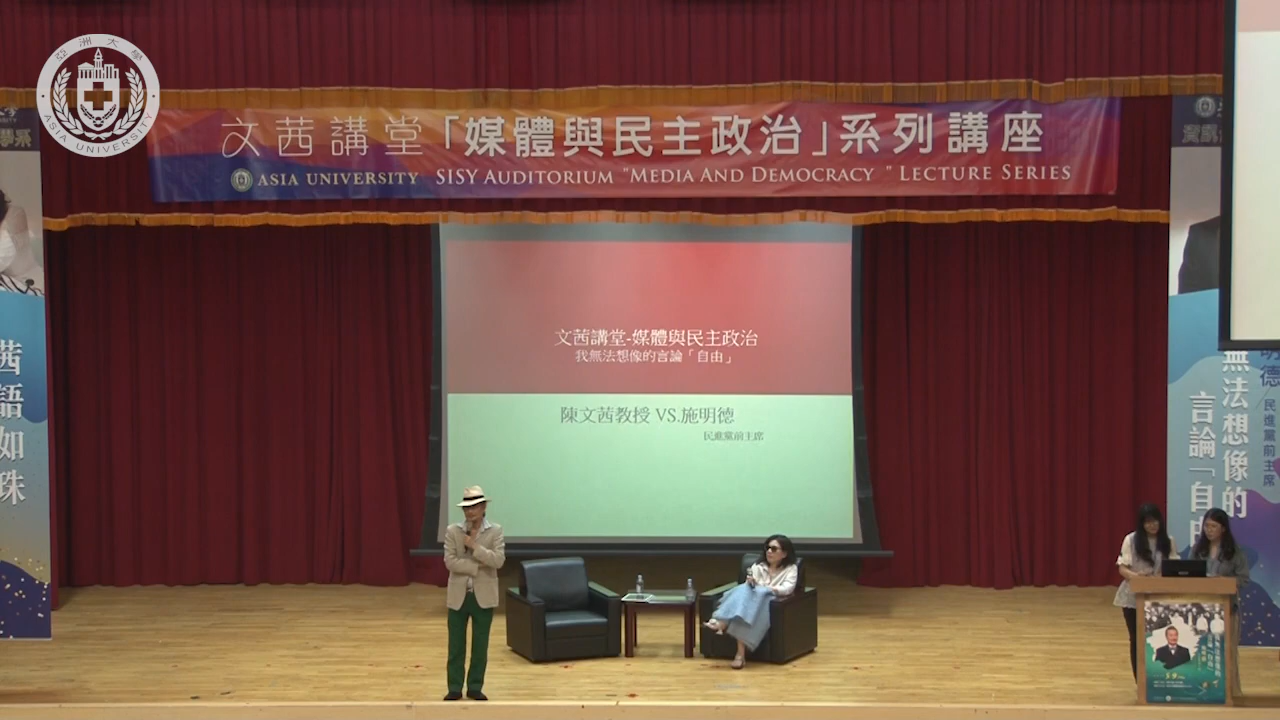 亞洲大學
ASIA UNIVERSITY
文茜講堂「媒體與民主政治」系列講座
ASIA UNIVERSITY SISY AUDITORIUM "MEDIA AND DEMOCRACY " LECTURE SERIES
文茜講堂-媒體與民主政治
我無法想像的言論「自由」
陳文茜教授 VS.施明德
民進黨前主席
茜語如珠
明德
民進黨前主席
無法想像的
言論「自由